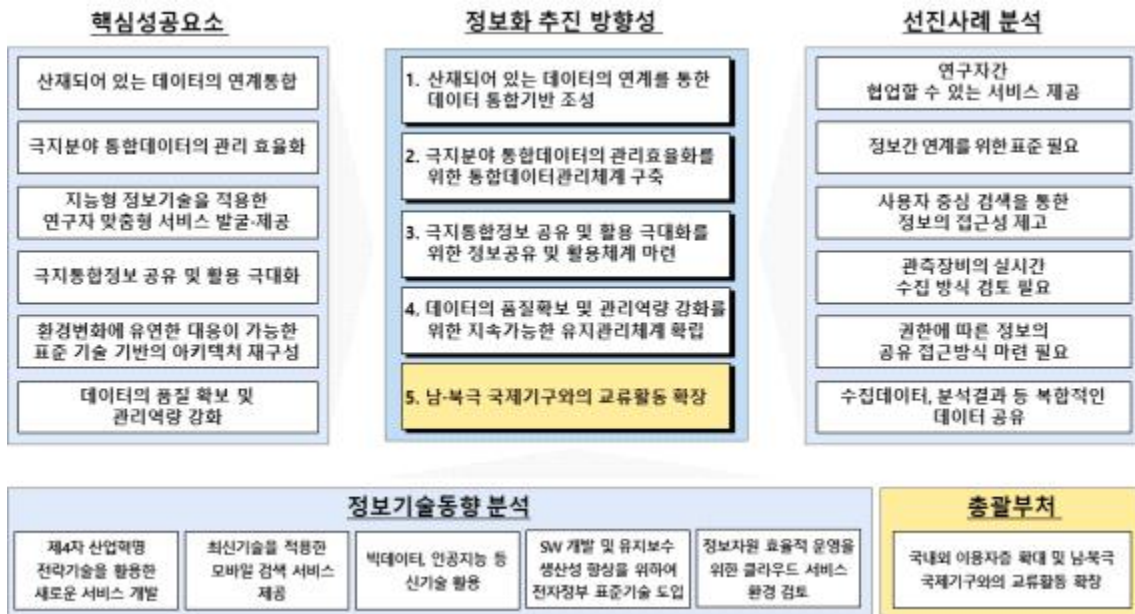 핵심성공요소
산재되어 있는 데이터의 연계통합
극지분야 통합데이터의 관리 효율화
지능형 정보기술을 적용한
연구자 맞춤형 서비스 발굴·제공
극지통합정보 공유 및 활용 극대화
환경변화에 유연한 대응이 가능한
표준 기술 기반의 아키텍처 재구성
데이터의 품질 확보 및
관리역량 강화
정보화 추진 방향성
1. 산재되어 있는 데이터의 연계를 통한
데이터 통합기반 조성
2. 극지분야 통합데이터의 관리효율화를
위한 통합데이터관리체계 구축
3. 극지통합정보 공유 및 활용 극대화를
위한 정보공유 및 활용체계 마련
4. 데이터의 품질확보 및 관리역량 강화를
위한 지속가능한 유지관리체계 확립
5. 남·북극 국제기구와의 교류활동 확장
선진사례 분석
연구자간
협업할 수 있는 서비스 제공
정보간 연계를 위한 표준 필요
사용자 중심 검색을 통한
정보의 접근성 제고
관측장비의 실시간
수집 방식 검토 필요
권한에 따른 정보의
공유 접근방식 마련 필요
수집데이터, 분석결과 등 복합적인
데이터 공유
정보기술동향 분석
제4차 산업혁명
전략기술을 활용한
새로운 서비스 개발
최신기술을 적용한
모바일 검색 서비스
제공
빅데이터, 인공지능 등
신기술 활용
SW 개발 및 유지보수
생산성 향상을 위하여
전자정부 표준기술 도입
정보자원 효율적 운영을
위한 클라우드 서비스
환경 검토
총괄부처
국내외 이용자층 확대 및 남·북극
국제기구와의 교류활동 확장